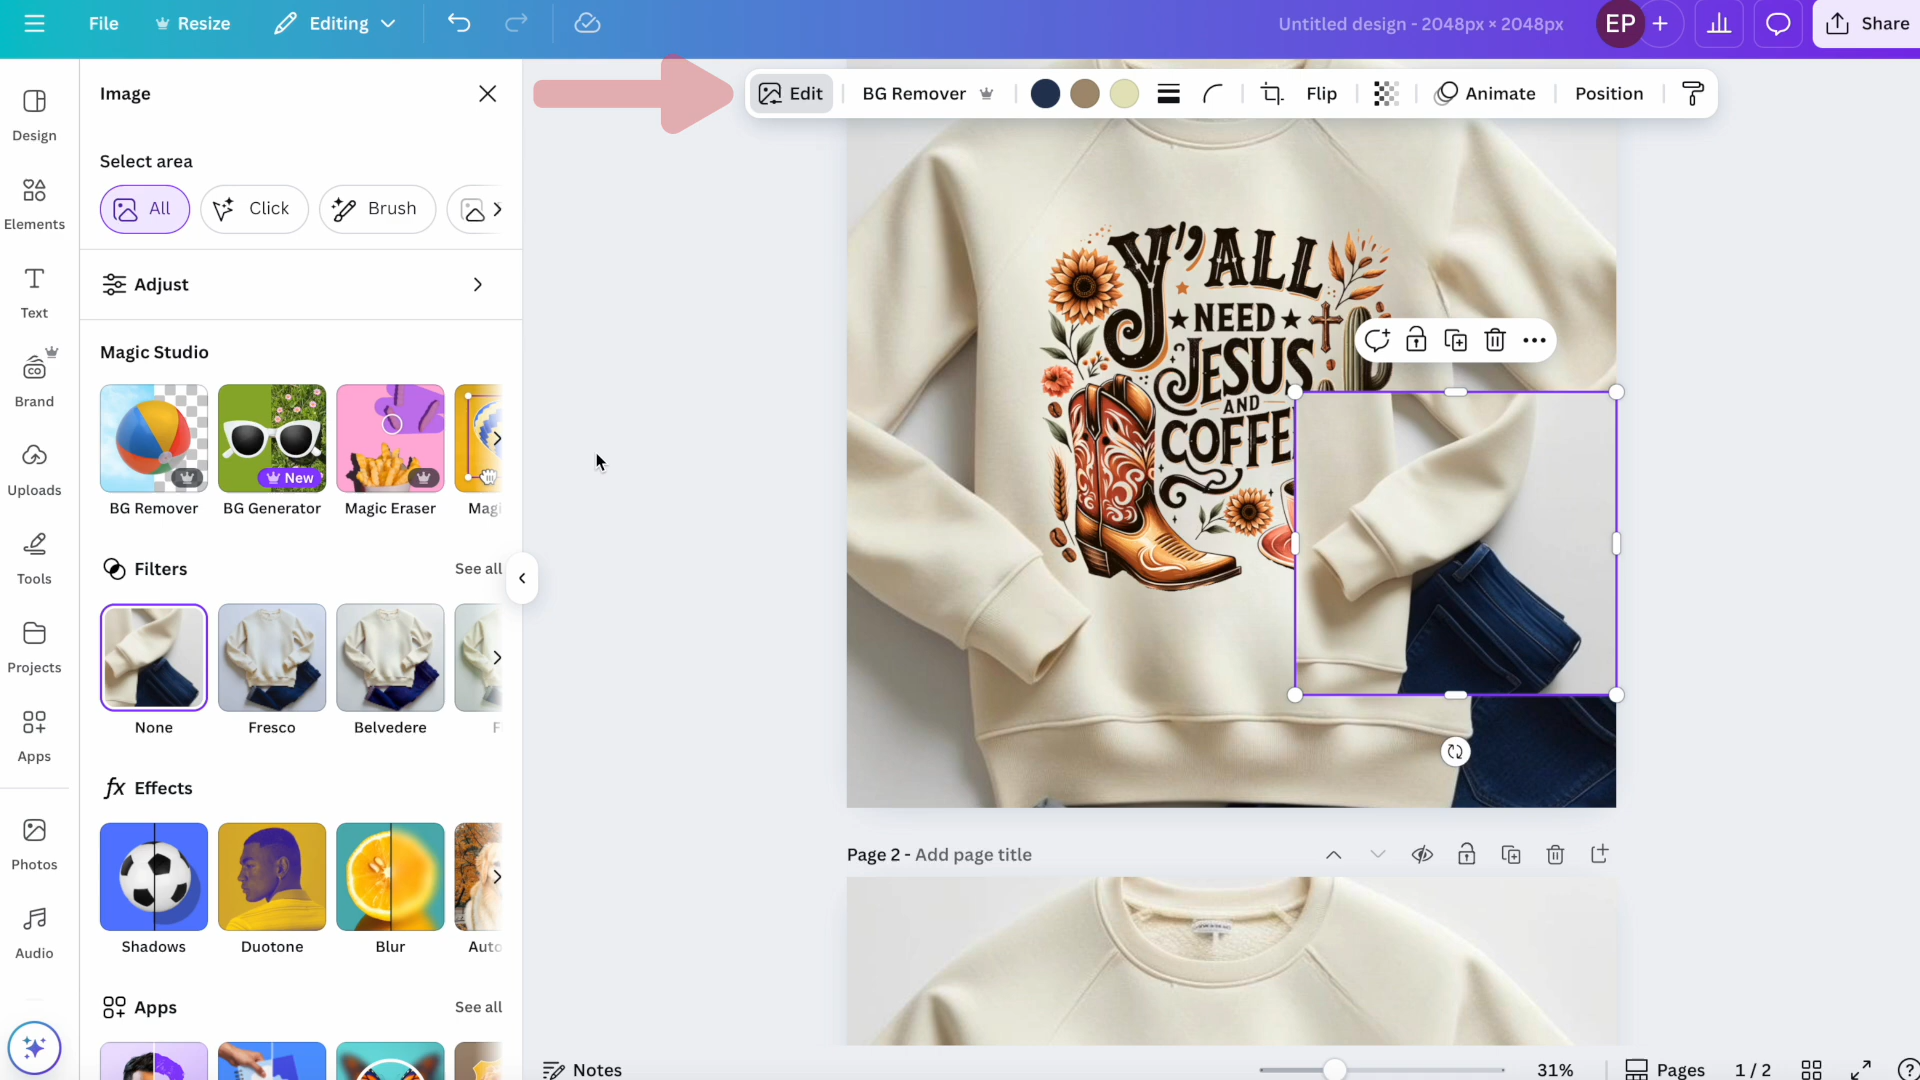 File
Resize
Editing
Untitled design - 2048px × 2048px
EP
Share
Design
Elements
Text
Brand
Uploads
Tools
Projects
Apps
Photos
Audio
Image
Select area
All
Click
Brush
Adjust
Magic Studio
New
BG Remover
BG Generator
Magic Eraser
Magi
Filters
See all
None
Fresco
Belvedere
F
fx Effects
Shadows
Duotone
Blur
Auto
Apps
See all
Edit
BG Remover
Flip
Animate
Position
Y'ALL
NEED
JESUS
AND
COFFE
Page 2 - Add page title
Notes
31%
Pages
1 / 2